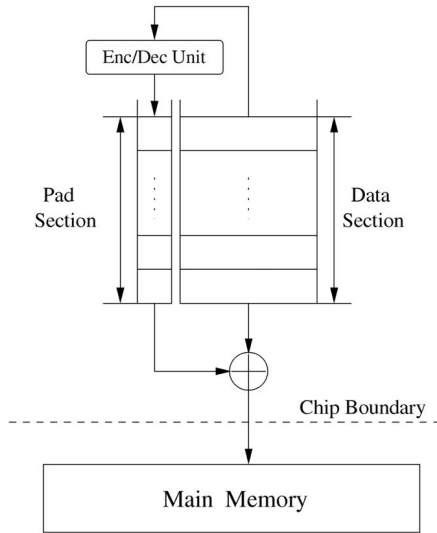 Enc/Dec Unit
Pad
Section
Data
Section
Chip Boundary
Main Memory